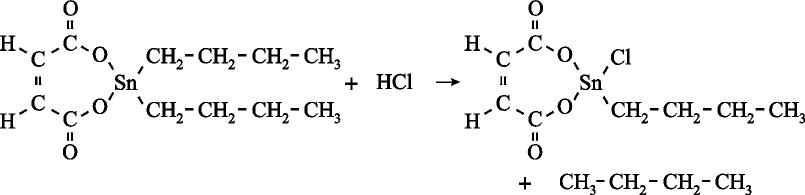 O O
H C H C
C O CH₂–CH₂–CH₂–CH₃ C O Cl
Sn + HCl → Sn
C O CH₂–CH₂–CH₂–CH₃ C O CH₂–CH₂–CH₂–CH₃
H C H C
O O
+ CH₃–CH₂–CH₂–CH₃